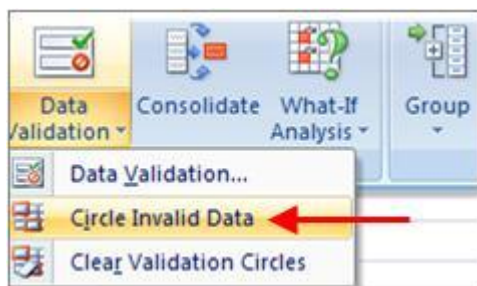 Data Consolidate What-If Group
Validation Analysis
Data Validation...
Circle Invalid Data
Clear Validation Circles